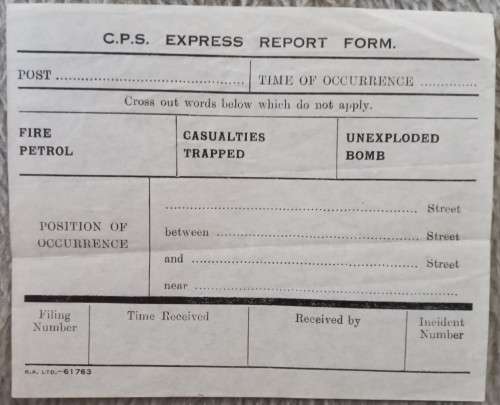 C.P.S. EXPRESS REPORT FORM.
POST ........................................ TIME OF OCCURRENCE ..............
Cross out words below which do not apply.
FIRE
PETROL
CASUALTIES
TRAPPED
UNEXPLODED
BOMB
POSITION OF
OCCURRENCE
........................................ Street
between ........................................ Street
and ........................................ Street
near ........................................
Filing
Number
Time Received
Received by
Incident
Number
R.A. LTD.-61763